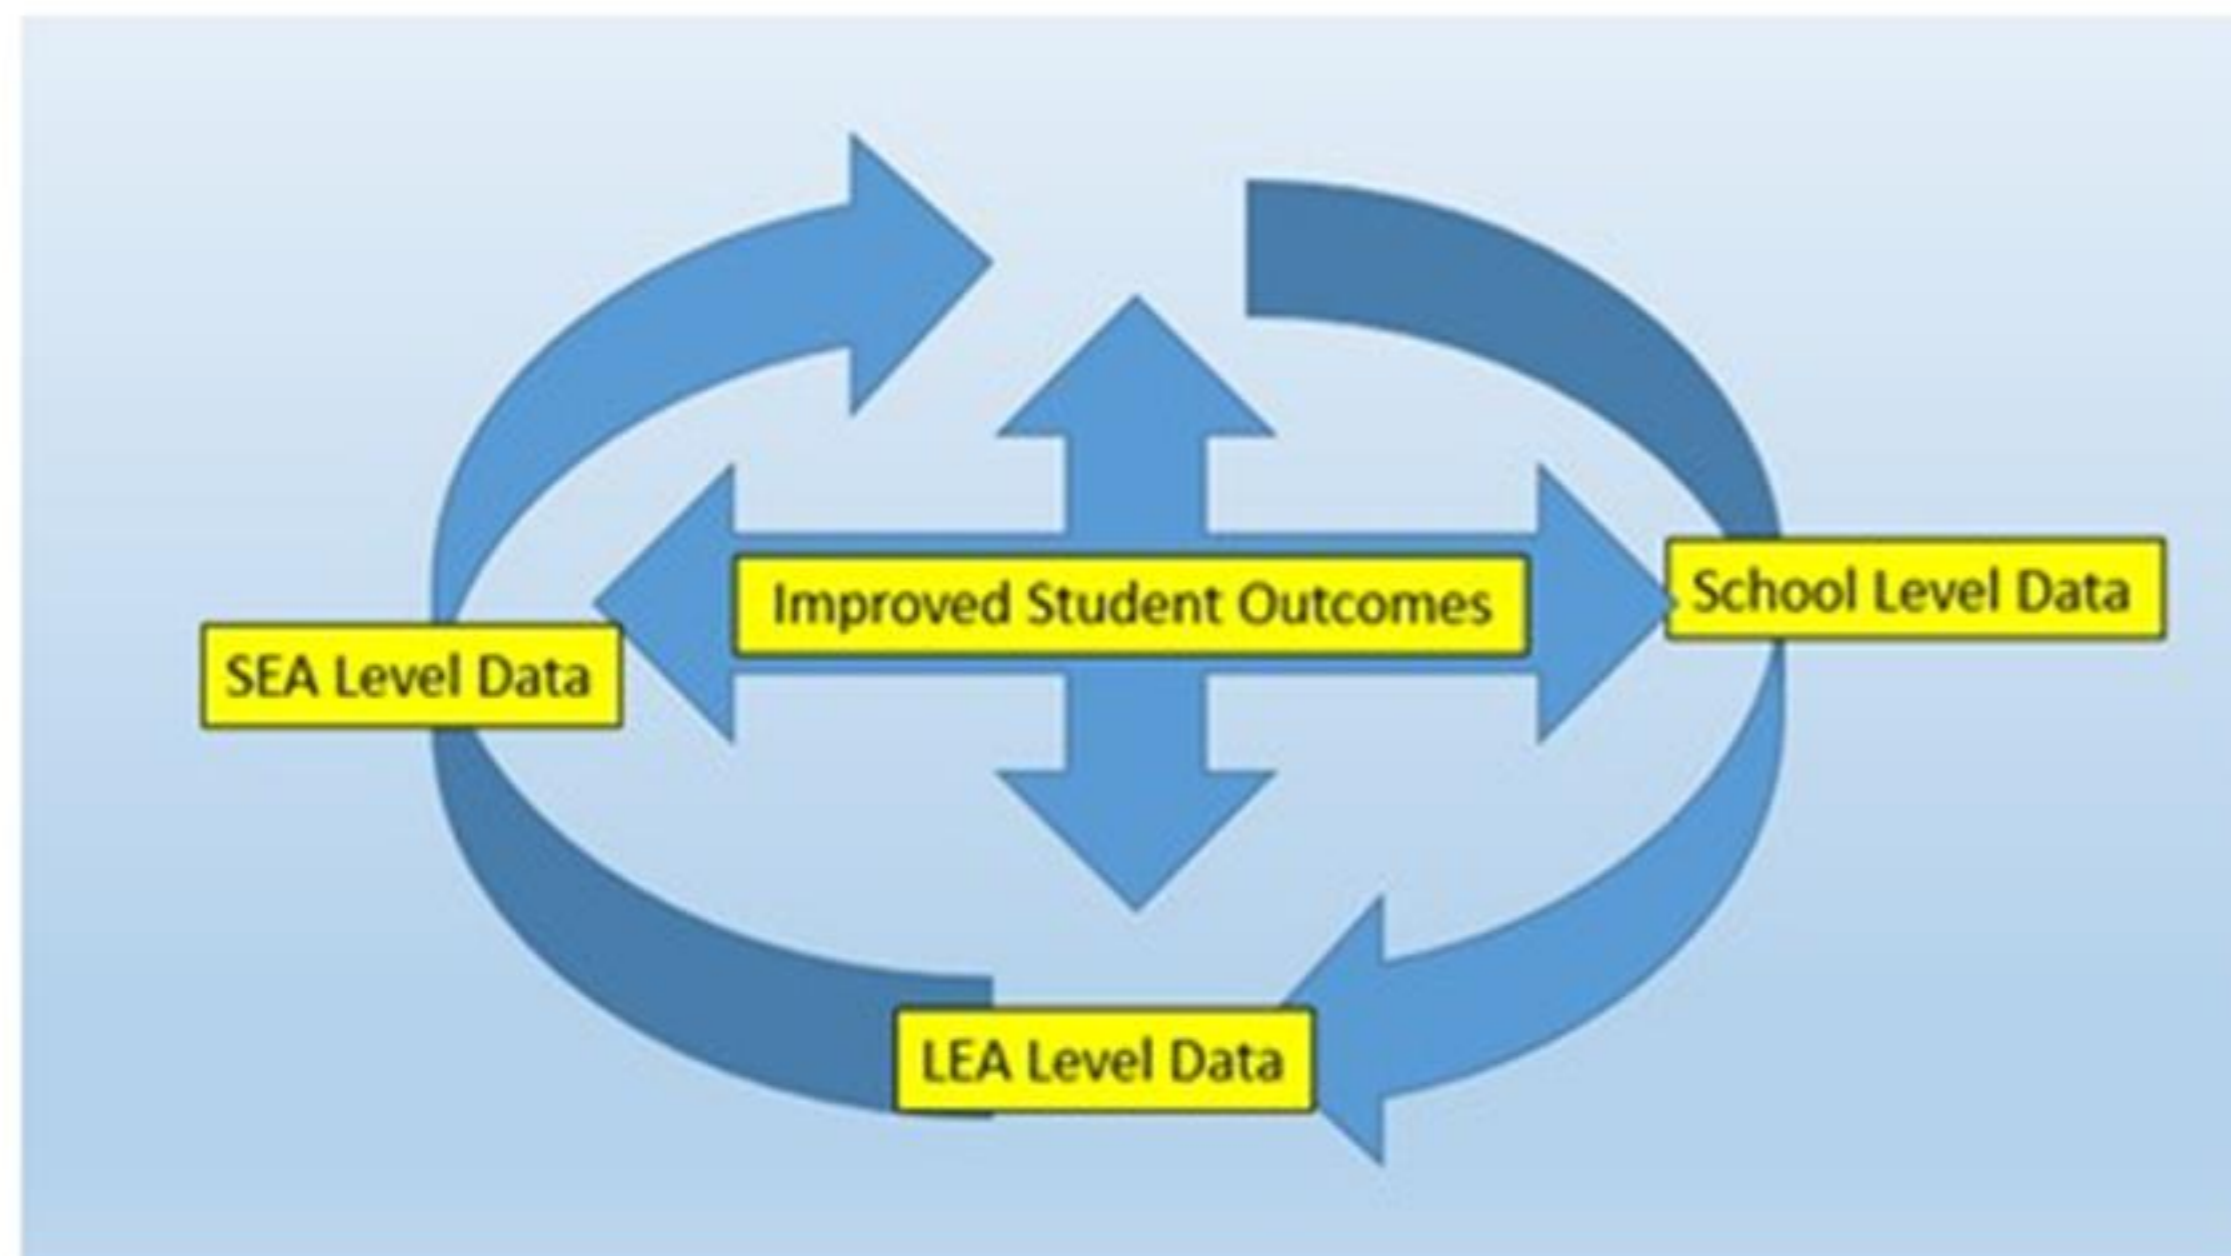 Improved Student Outcomes
School Level Data
SEA Level Data
LEA Level Data